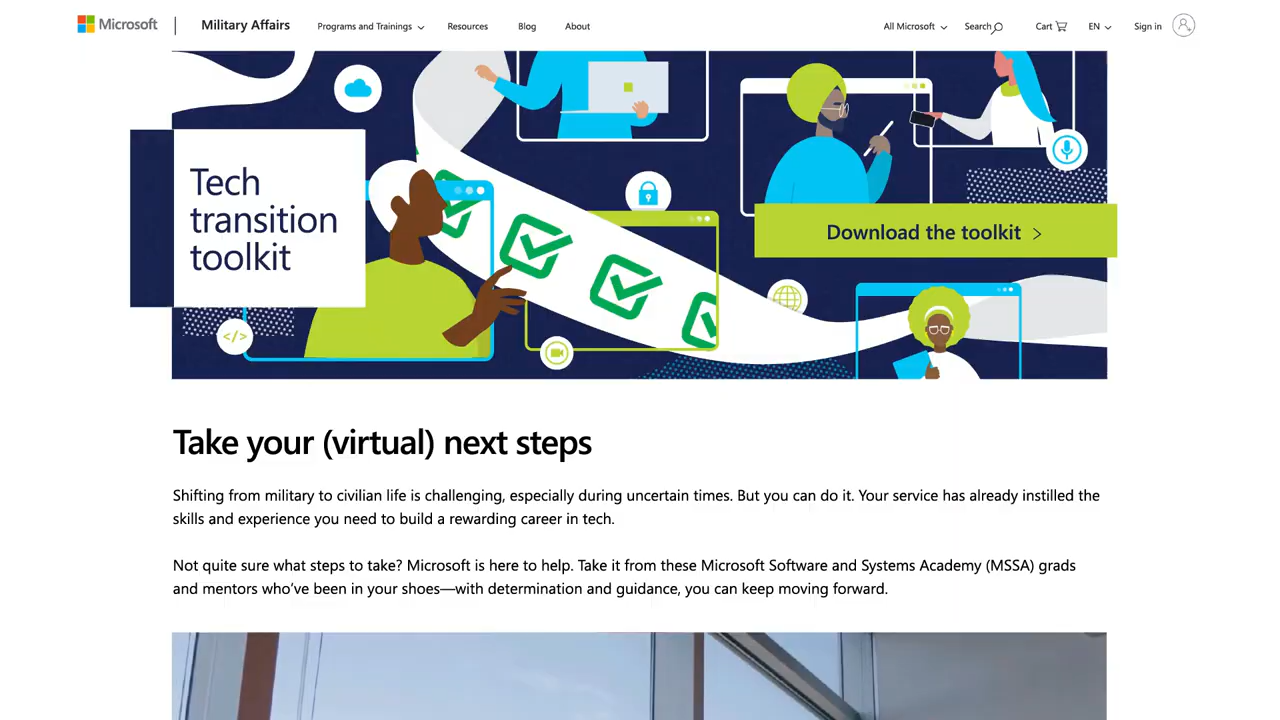 Microsoft
Military Affairs
Programs and Trainings
Resources
Blog
About
All Microsoft
Search
Cart
EN
Sign in
Tech
transition
toolkit
Download the toolkit
</>
Take your (virtual) next steps
Shifting from military to civilian life is challenging, especially during uncertain times. But you can do it. Your service has already instilled the
skills and experience you need to build a rewarding career in tech.
Not quite sure what steps to take? Microsoft is here to help. Take it from these Microsoft Software and Systems Academy (MSSA) grads
and mentors who’ve been in your shoes—with determination and guidance, you can keep moving forward.